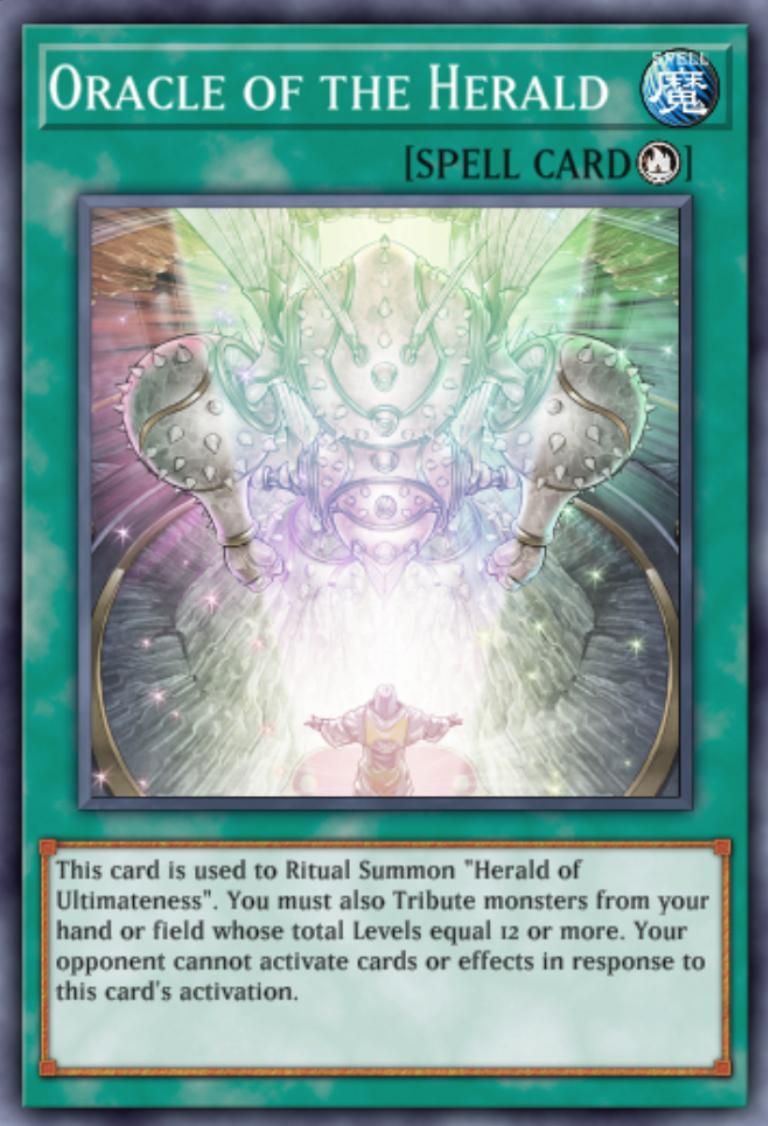 ORACLE OF THE HERALD
SPELL
魔
[SPELL CARD]
This card is used to Ritual Summon "Herald of
Ultimateness". You must also Tribute monsters from your
hand or field whose total Levels equal 12 or more. Your
opponent cannot activate cards or effects in response to
this card's activation.